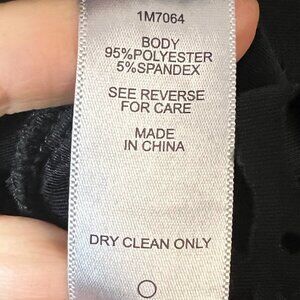 1M7064
BODY
95%POLYESTER
5%SPANDEX
SEE REVERSE
FOR CARE
MADE
IN CHINA
DRY CLEAN ONLY